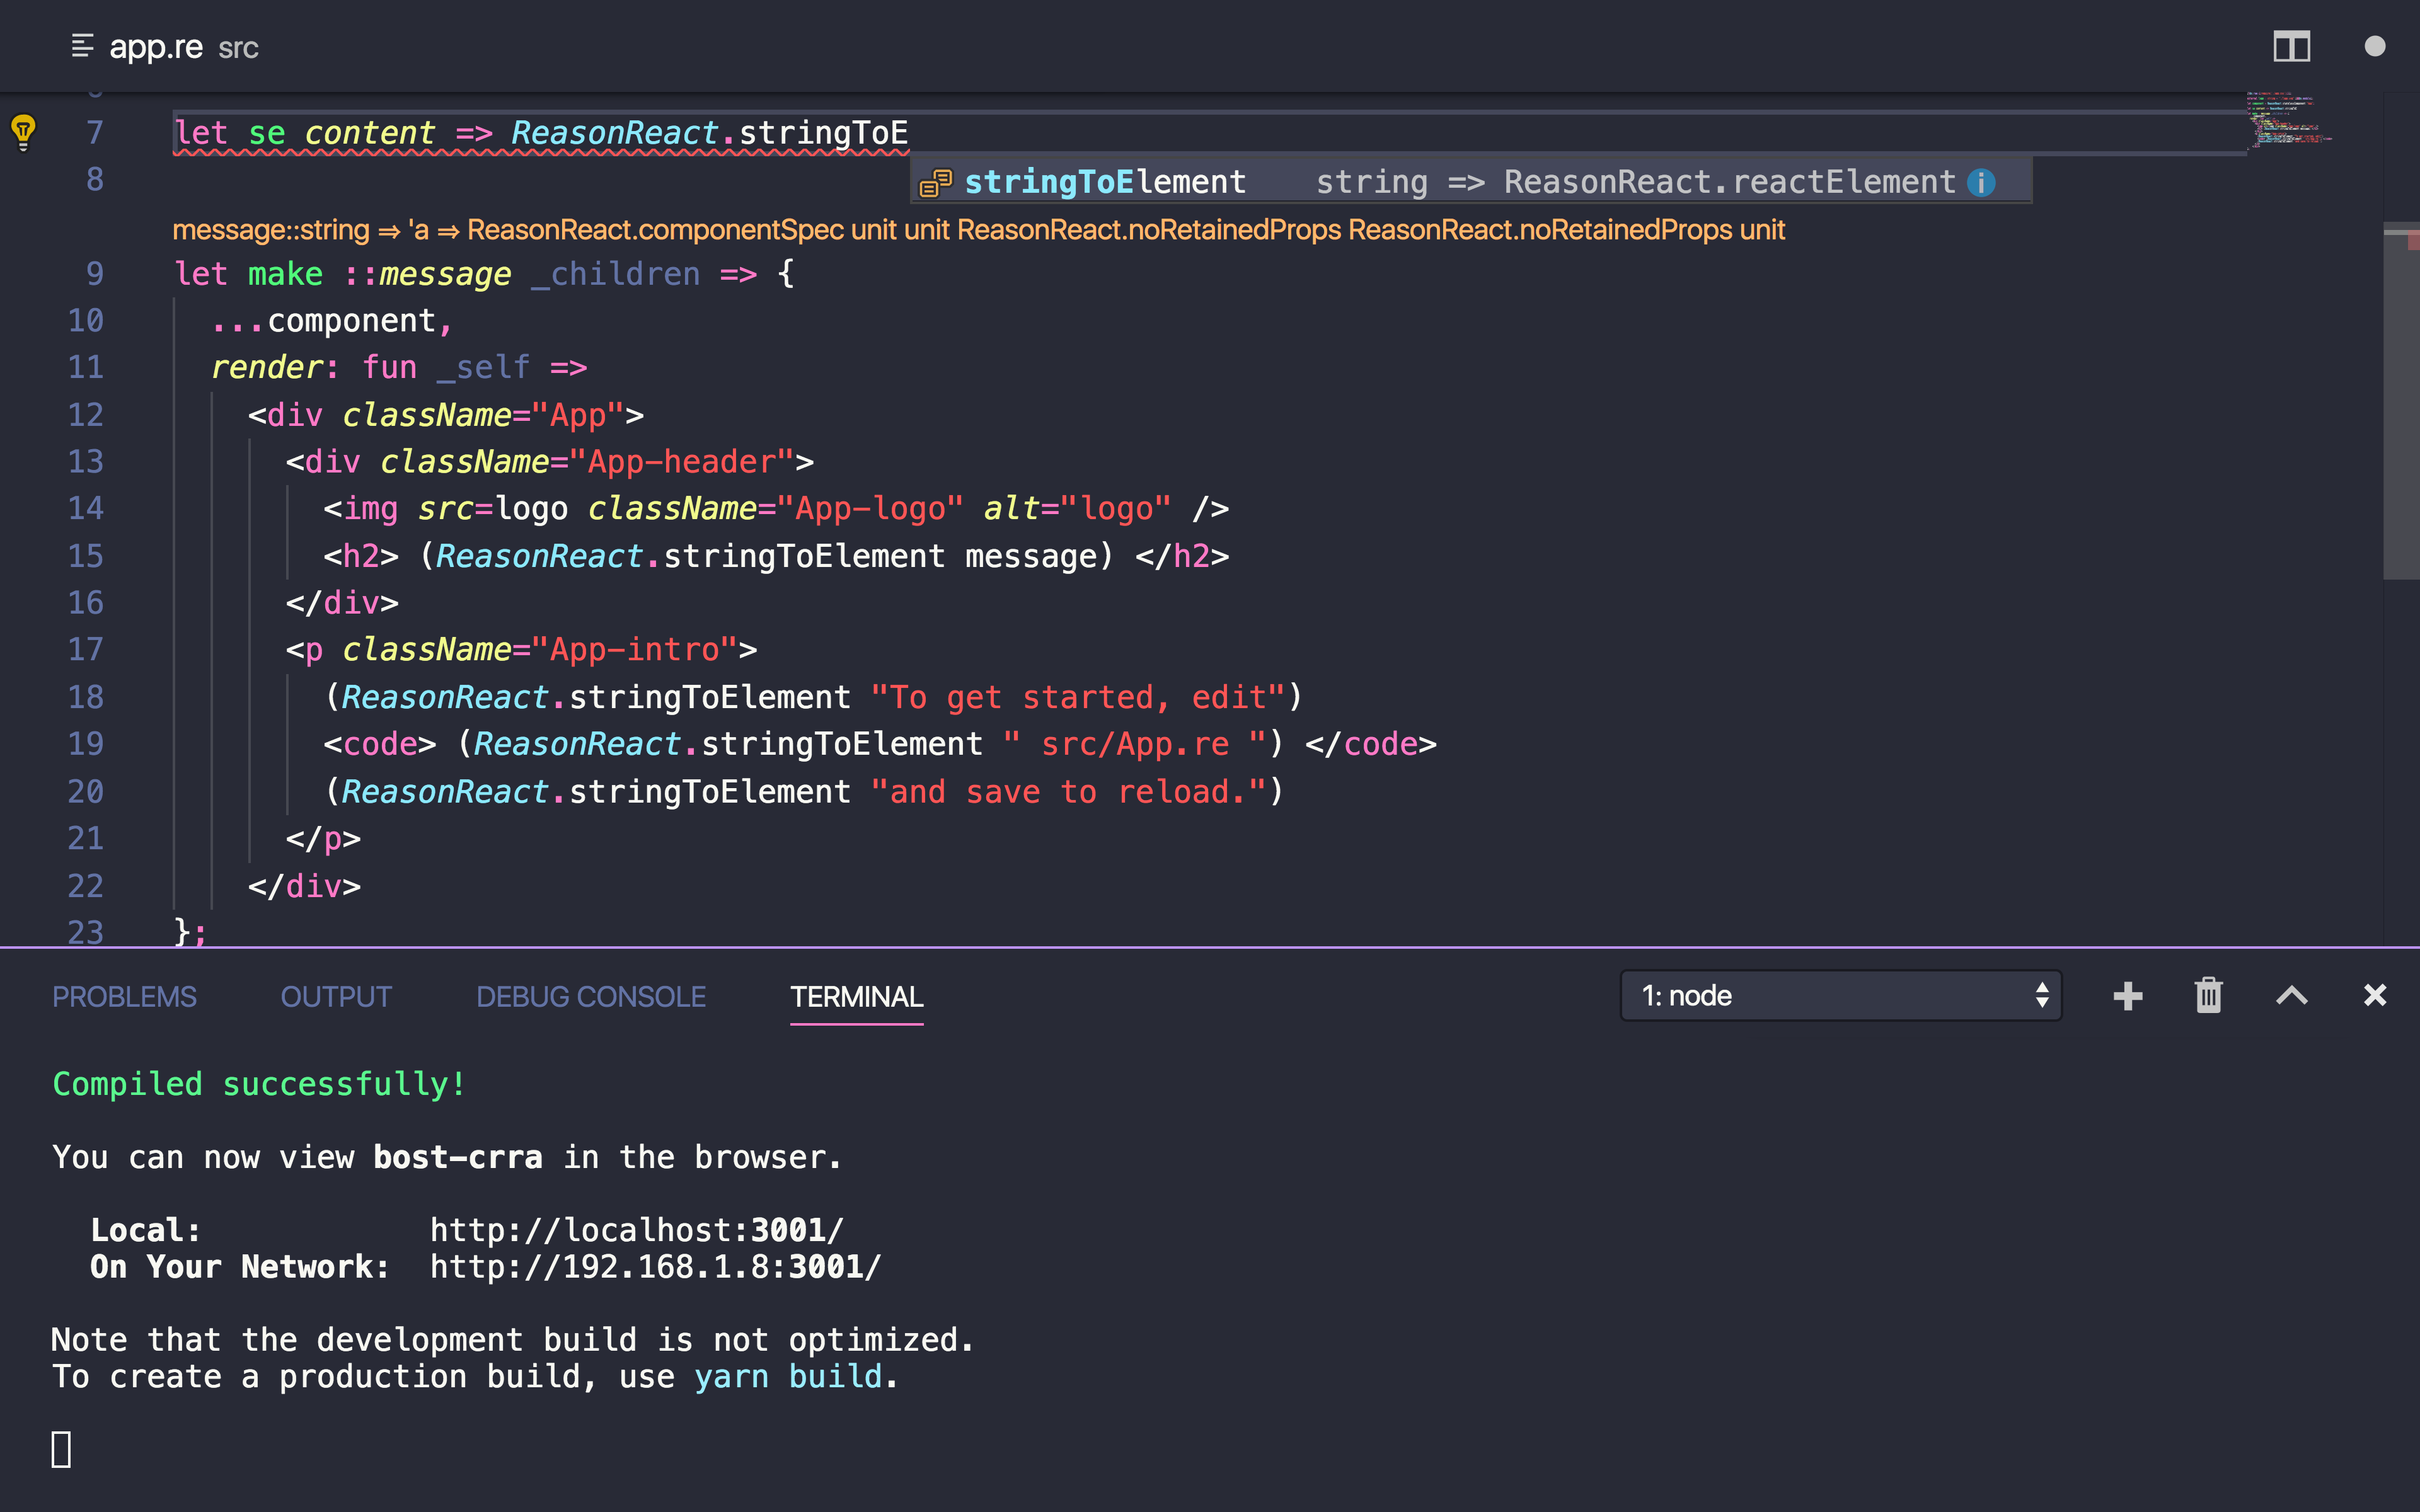 app.re src
7 let se content => ReasonReact.stringToE
8 stringToElement string => ReasonReact.reactElement
message::string => 'a => ReasonReact.componentSpec unit unit ReasonReact.noRetainedProps ReasonReact.noRetainedProps unit
9 let make ::message _children => {
10 ...component,
11 render: fun _self =>
12 <div className="App">
13 <div className="App-header">
14 <img src=logo className="App-logo" alt="logo" />
15 <h2> (ReasonReact.stringToElement message) </h2>
16 </div>
17 <p className="App-intro">
18 (ReasonReact.stringToElement "To get started, edit")
19 <code> (ReasonReact.stringToElement " src/App.re ") </code>
20 (ReasonReact.stringToElement "and save to reload.")
21 </p>
22 </div>
23 };
PROBLEMS OUTPUT DEBUG CONSOLE TERMINAL 1: node
Compiled successfully!
You can now view bost-crra in the browser.
Local: http://localhost:3001/
On Your Network: http://192.168.1.8:3001/
Note that the development build is not optimized.
To create a production build, use yarn build.